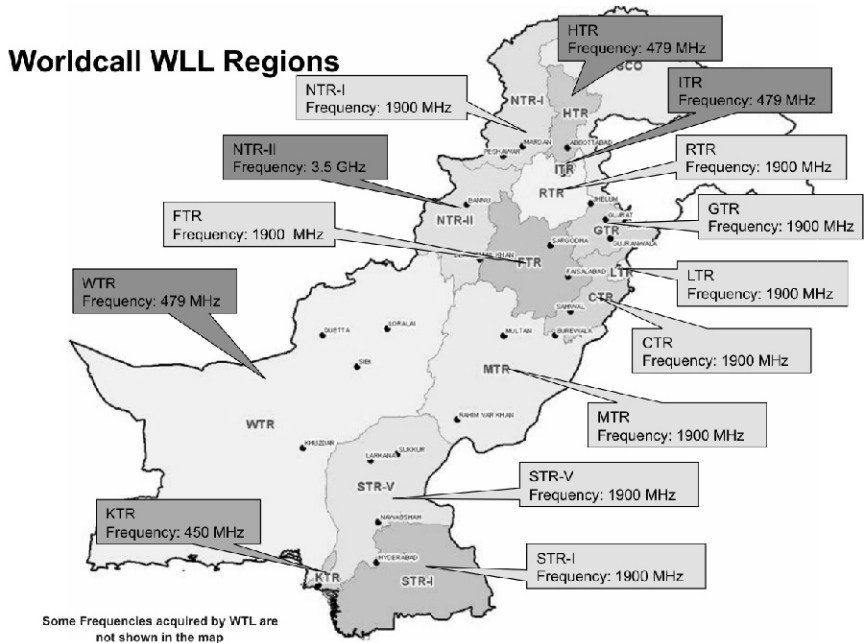 Worldcall WLL Regions
HTR
Frequency: 479 MHz
ITR
Frequency: 479 MHz
NTR-I
Frequency: 1900 MHz
NTR-II
Frequency: 3.5 GHz
RTR
Frequency: 1900 MHz
FTR
Frequency: 1900 MHz
GTR
Frequency: 1900 MHz
LTR
Frequency: 1900 MHz
WTR
Frequency: 479 MHz
CTR
Frequency: 1900 MHz
MTR
Frequency: 1900 MHz
STR-V
Frequency: 1900 MHz
KTR
Frequency: 450 MHz
STR-I
Frequency: 1900 MHz
NTR-I
HTR
MARDAN
PESHAWAR
ABBOTTABAD
ITR
RTR
BANNU
JHELUM
NTR-II
GUJRAT
GTR
GUJRANWALA
SARGODHA
KHAN
FTR
FAISALABAD
LTR
CTR
SAHIWAL
QUETTA
LORALAI
MULTAN
BUREWALA
SIBI
MTR
RAHIM YAR KHAN
WTR
KHUZDAR
SUKKUR
LARKANA
STR-V
NAWABSHAH
HYDERABAD
KTR
STR-I
Some Frequencies acquired by WTL are
not shown in the map